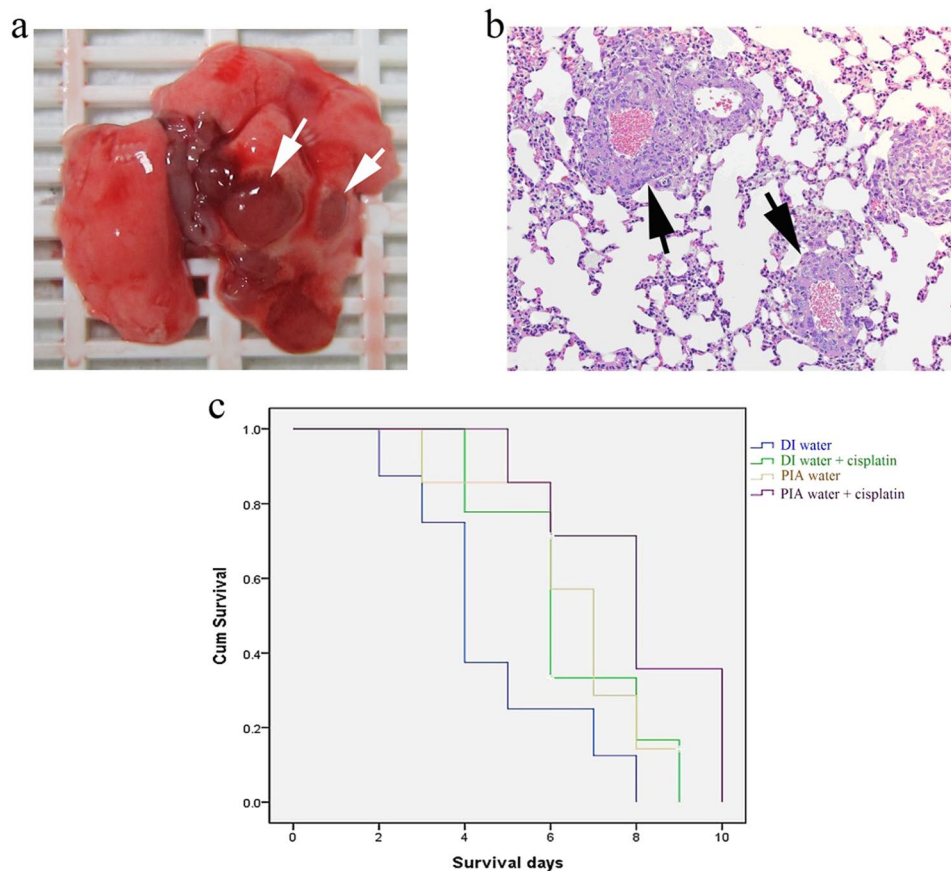 a
b
c
1.0
0.8
0.6
0.4
0.2
0.0
Cum Survival
0
2
4
6
8
10
Survival days
DI water
DI water + cisplatin
PIA water
PIA water + cisplatin